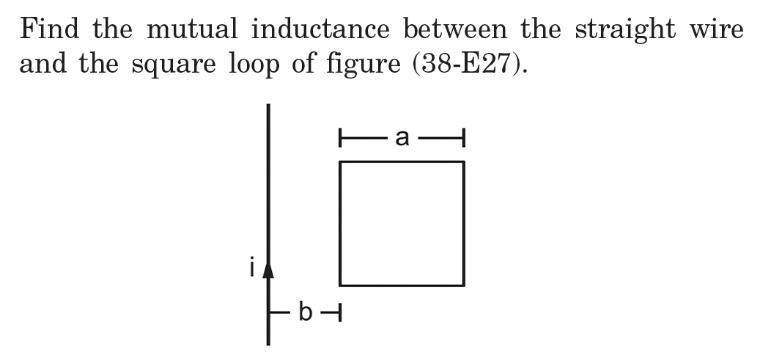 Find the mutual inductance between the straight wire
and the square loop of figure (38-E27).
a
i
b